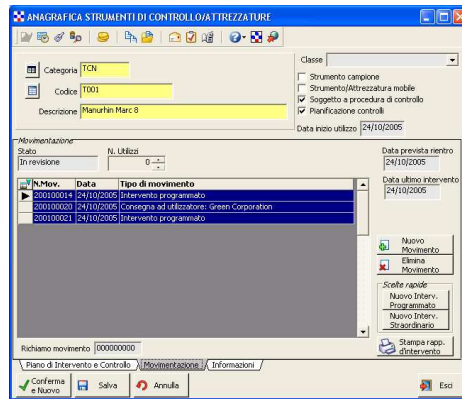 ANAGRAFICA STRUMENTI DI CONTROLLO/ATTREZZATURE
Categoria TCN
Codice T001
Descrizione Manurhin Marc 8
Classe
Strumento campione
Strumento/Attrezzatura mobile
Soggetto a procedura di controllo
Pianificazione controlli
Data inizio utilizzo 24/10/2005
Movimentazione
Stato
In revisione
N. Utilizzi
0
Data prevista rientro
24/10/2005
Data ultimo intervento
24/10/2005
N.Mov. Data Tipo di movimento
200100014 24/10/2005 Intervento programmato
200100020 24/10/2005 Consegna ad utilizzatore: Green Corporation
200100021 24/10/2005 Intervento programmato
Nuovo
Movimento
Elimina
Movimento
Scelte rapide
Nuovo Interv.
Programmato
Nuovo Interv.
Straordinario
Stampa rapp.
d'intervento
Richiamo movimento 000000000
Piano di Intervento e Controllo Movimentazione Informazioni
Conferma
e Nuovo
Salva
Annulla
Esci